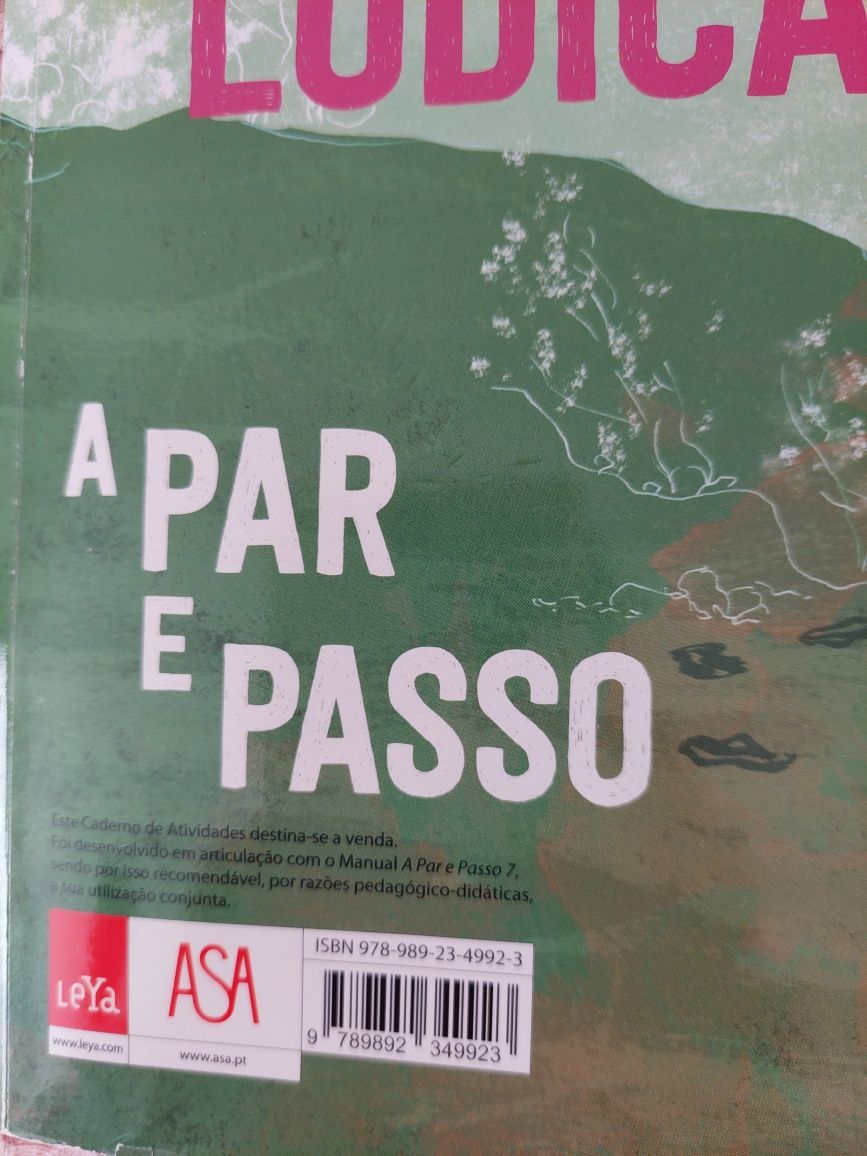 LÚDICA
A
PAR
E
PASSO
Este Caderno de Atividades destina-se a venda.
Foi desenvolvido em articulação com o Manual A Par e Passo 7,
sendo por isso recomendável, por razões pedagógico-didáticas,
a sua utilização conjunta.
LEYA
www.leya.com
ASA
www.asa.pt
ISBN 978-989-23-4992-3
9 789892 349923